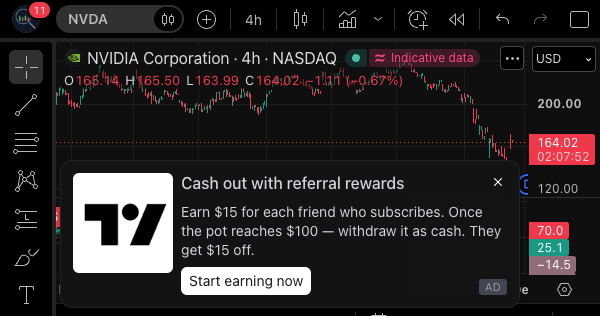 11
NVDA
4h
NVIDIA Corporation · 4h · NASDAQ
Indicative data
USD
O165.14 H165.50 L163.99 C164.02 −1.11 (−0.67%)
200.00
164.02
02:07:52
120.00
Cash out with referral rewards
Earn $15 for each friend who subscribes. Once
the pot reaches $100 — withdraw it as cash. They
get $15 off.
Start earning now
AD
70.0
25.1
−14.5
De